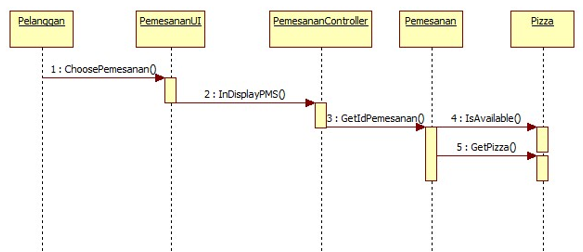 Pelanggan
PemesananUI
PemesananController
Pemesanan
Pizza
1 : ChoosePemesanan()
2 : InDisplayPMS()
3 : GetIdPemesanan()
4 : IsAvailable()
5 : GetPizza()